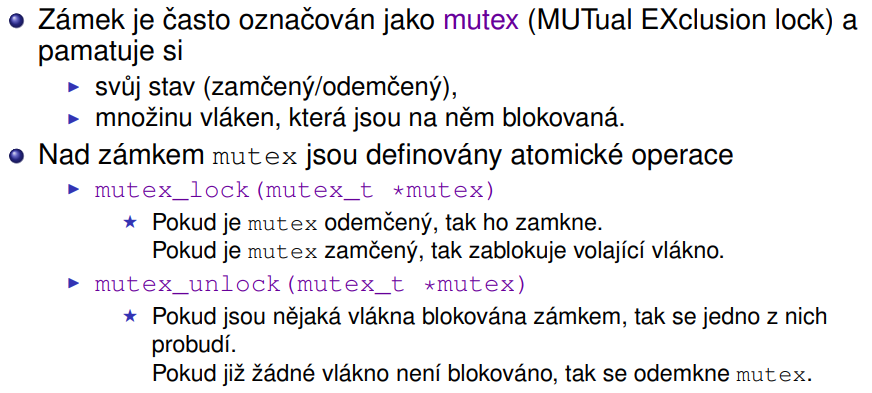 Zámek je často označován jako mutex (MUTual EXclusion lock) a
pamatuje si
svůj stav (zamčený/odemčený),
množinu vláken, která jsou na něm blokovaná.
Nad zámkem mutex jsou definovány atomické operace
mutex_lock(mutex_t *mutex)
Pokud je mutex odemčený, tak ho zamkne.
Pokud je mutex zamčený, tak zablokuje volající vlákno.
mutex_unlock(mutex_t *mutex)
Pokud jsou nějaká vlákna blokována zámkem, tak se jedno z nich
probudí.
Pokud již žádné vlákno není blokováno, tak se odemkne mutex.